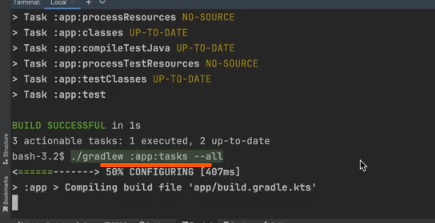 Terminal: Local × + ∨
> Task :app:processResources NO-SOURCE
> Task :app:classes UP-TO-DATE
> Task :app:compileTestJava UP-TO-DATE
> Task :app:processTestResources NO-SOURCE
> Task :app:testClasses UP-TO-DATE
> Task :app:test
BUILD SUCCESSFUL in 1s
3 actionable tasks: 1 executed, 2 up-to-date
bash-3.2$ ./gradlew :app:tasks --all
<======-------> 50% CONFIGURING [407ms]
> :app > Compiling build file 'app/build.gradle.kts'
Structure
Bookmarks